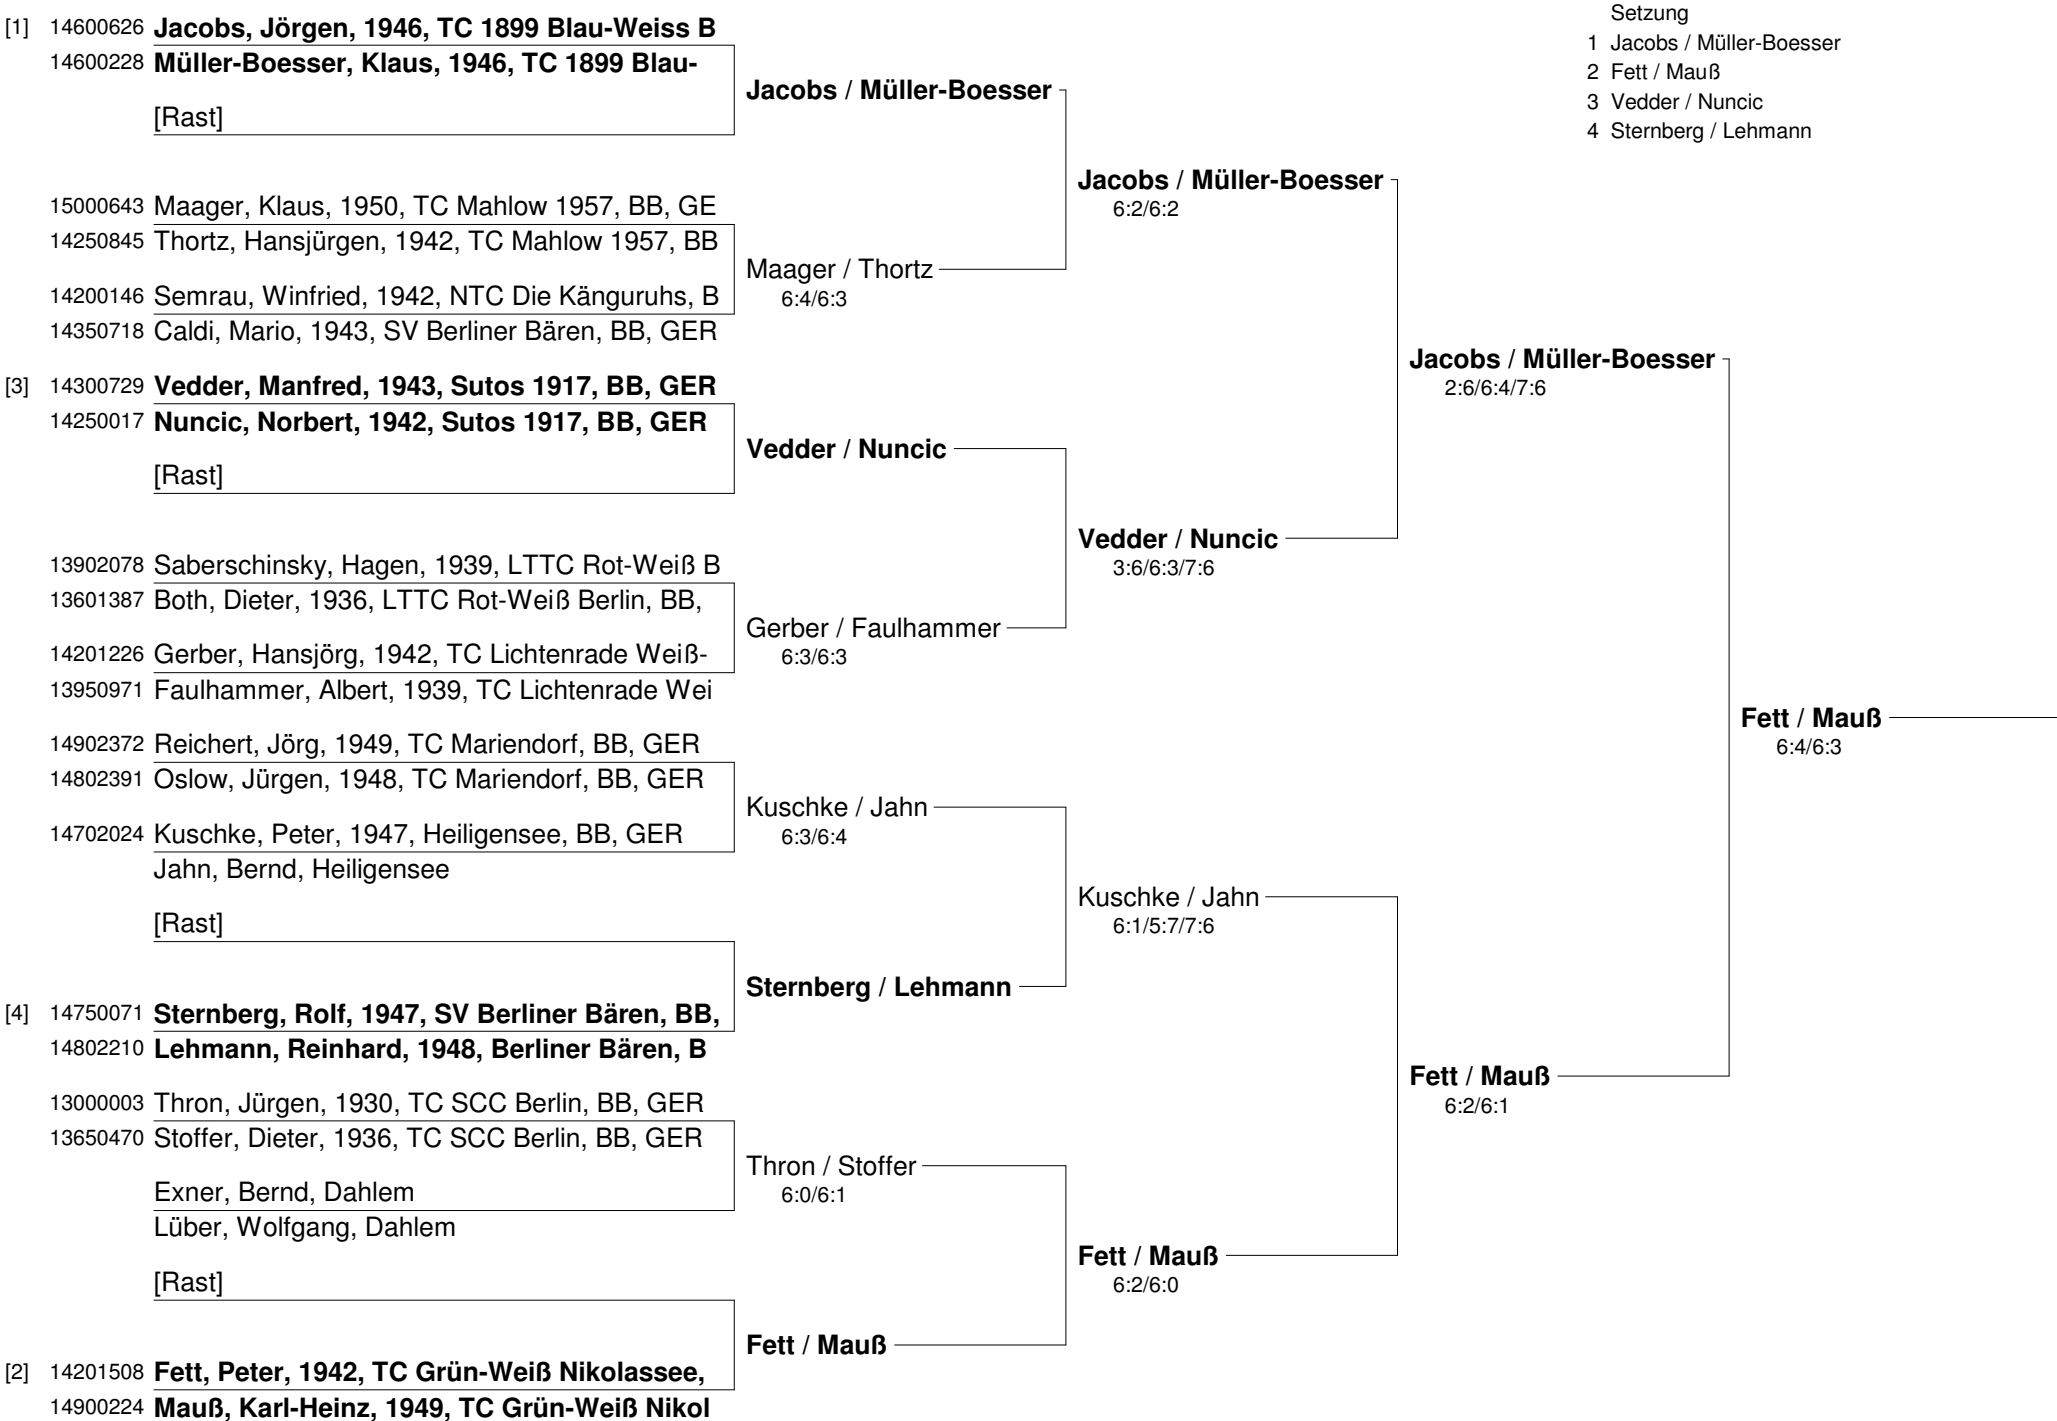 Setzung
1 Jacobs / Müller-Boesser
2 Fett / Mauß
3 Vedder / Nuncic
4 Sternberg / Lehmann
[1] 14600626 Jacobs, Jörgen, 1946, TC 1899 Blau-Weiss B
14600228 Müller-Boesser, Klaus, 1946, TC 1899 Blau-
[Rast]
15000643 Maager, Klaus, 1950, TC Mahlow 1957, BB, GE
14250845 Thortz, Hansjürgen, 1942, TC Mahlow 1957, BB
14200146 Semrau, Winfried, 1942, NTC Die Känguruhs, B
14350718 Caldi, Mario, 1943, SV Berliner Bären, BB, GER
[3] 14300729 Vedder, Manfred, 1943, Sutos 1917, BB, GER
14250017 Nuncic, Norbert, 1942, Sutos 1917, BB, GER
[Rast]
13902078 Saberschinsky, Hagen, 1939, LTTC Rot-Weiß B
13601387 Both, Dieter, 1936, LTTC Rot-Weiß Berlin, BB,
14201226 Gerber, Hansjörg, 1942, TC Lichtenrade Weiß-
13950971 Faulhammer, Albert, 1939, TC Lichtenrade Wei
14902372 Reichert, Jörg, 1949, TC Mariendorf, BB, GER
14802391 Oslow, Jürgen, 1948, TC Mariendorf, BB, GER
14702024 Kuschke, Peter, 1947, Heiligensee, BB, GER
Jahn, Bernd, Heiligensee
[Rast]
[4] 14750071 Sternberg, Rolf, 1947, SV Berliner Bären, BB,
14802210 Lehmann, Reinhard, 1948, Berliner Bären, B
13000003 Thron, Jürgen, 1930, TC SCC Berlin, BB, GER
13650470 Stoffer, Dieter, 1936, TC SCC Berlin, BB, GER
Exner, Bernd, Dahlem
Lüber, Wolfgang, Dahlem
[Rast]
[2] 14201508 Fett, Peter, 1942, TC Grün-Weiß Nikolassee,
14900224 Mauß, Karl-Heinz, 1949, TC Grün-Weiß Nikol
Jacobs / Müller-Boesser
Maager / Thortz
6:4/6:3
Vedder / Nuncic
Gerber / Faulhammer
6:3/6:3
Kuschke / Jahn
6:3/6:4
Sternberg / Lehmann
Thron / Stoffer
6:0/6:1
Fett / Mauß
Jacobs / Müller-Boesser
6:2/6:2
Vedder / Nuncic
3:6/6:3/7:6
Kuschke / Jahn
6:1/5:7/7:6
Fett / Mauß
6:2/6:0
Jacobs / Müller-Boesser
2:6/6:4/7:6
Fett / Mauß
6:2/6:1
Fett / Mauß
6:4/6:3